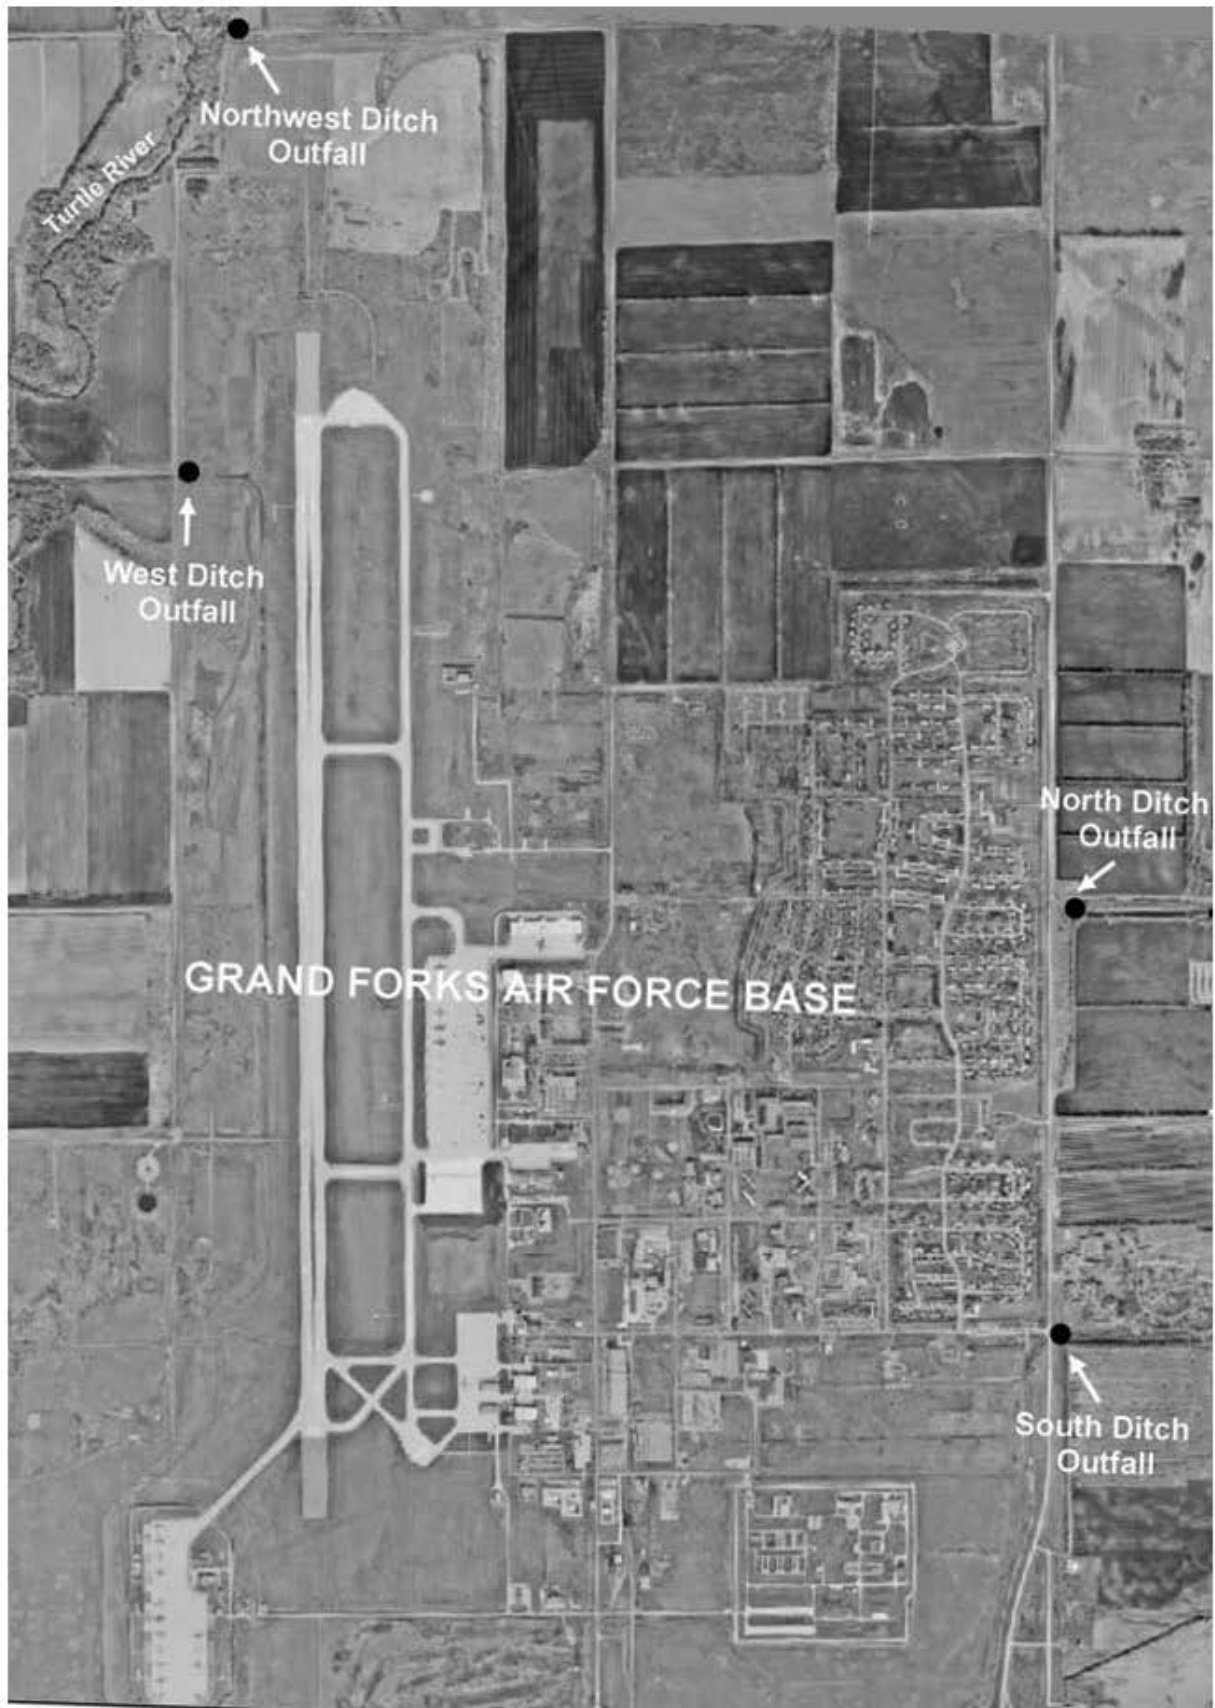 Northwest Ditch
Outfall
Turtle River
West Ditch
Outfall
North Ditch
Outfall
GRAND FORKS AIR FORCE BASE
South Ditch
Outfall